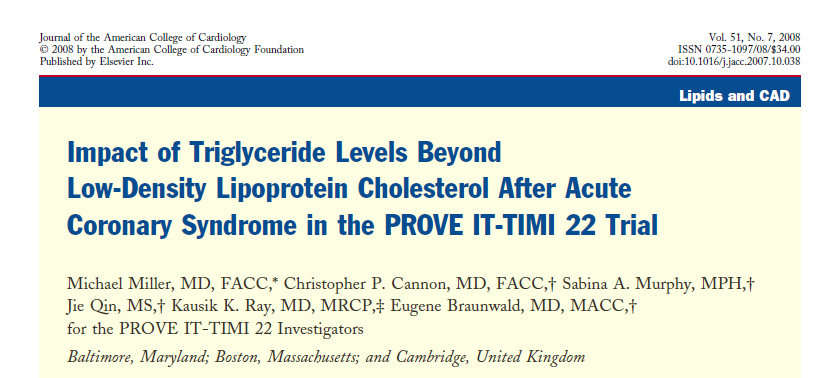 Journal of the American College of Cardiology
© 2008 by the American College of Cardiology Foundation
Published by Elsevier Inc.
Vol. 51, No. 7, 2008
ISSN 0735-1097/08/$34.00
doi:10.1016/j.jacc.2007.10.038
Lipids and CAD
Impact of Triglyceride Levels Beyond
Low-Density Lipoprotein Cholesterol After Acute
Coronary Syndrome in the PROVE IT-TIMI 22 Trial
Michael Miller, MD, FACC,* Christopher P. Cannon, MD, FACC,† Sabina A. Murphy, MPH,†
Jie Qin, MS,† Kausik K. Ray, MD, MRCP,‡ Eugene Braunwald, MD, MACC,†
for the PROVE IT-TIMI 22 Investigators
Baltimore, Maryland; Boston, Massachusetts; and Cambridge, United Kingdom